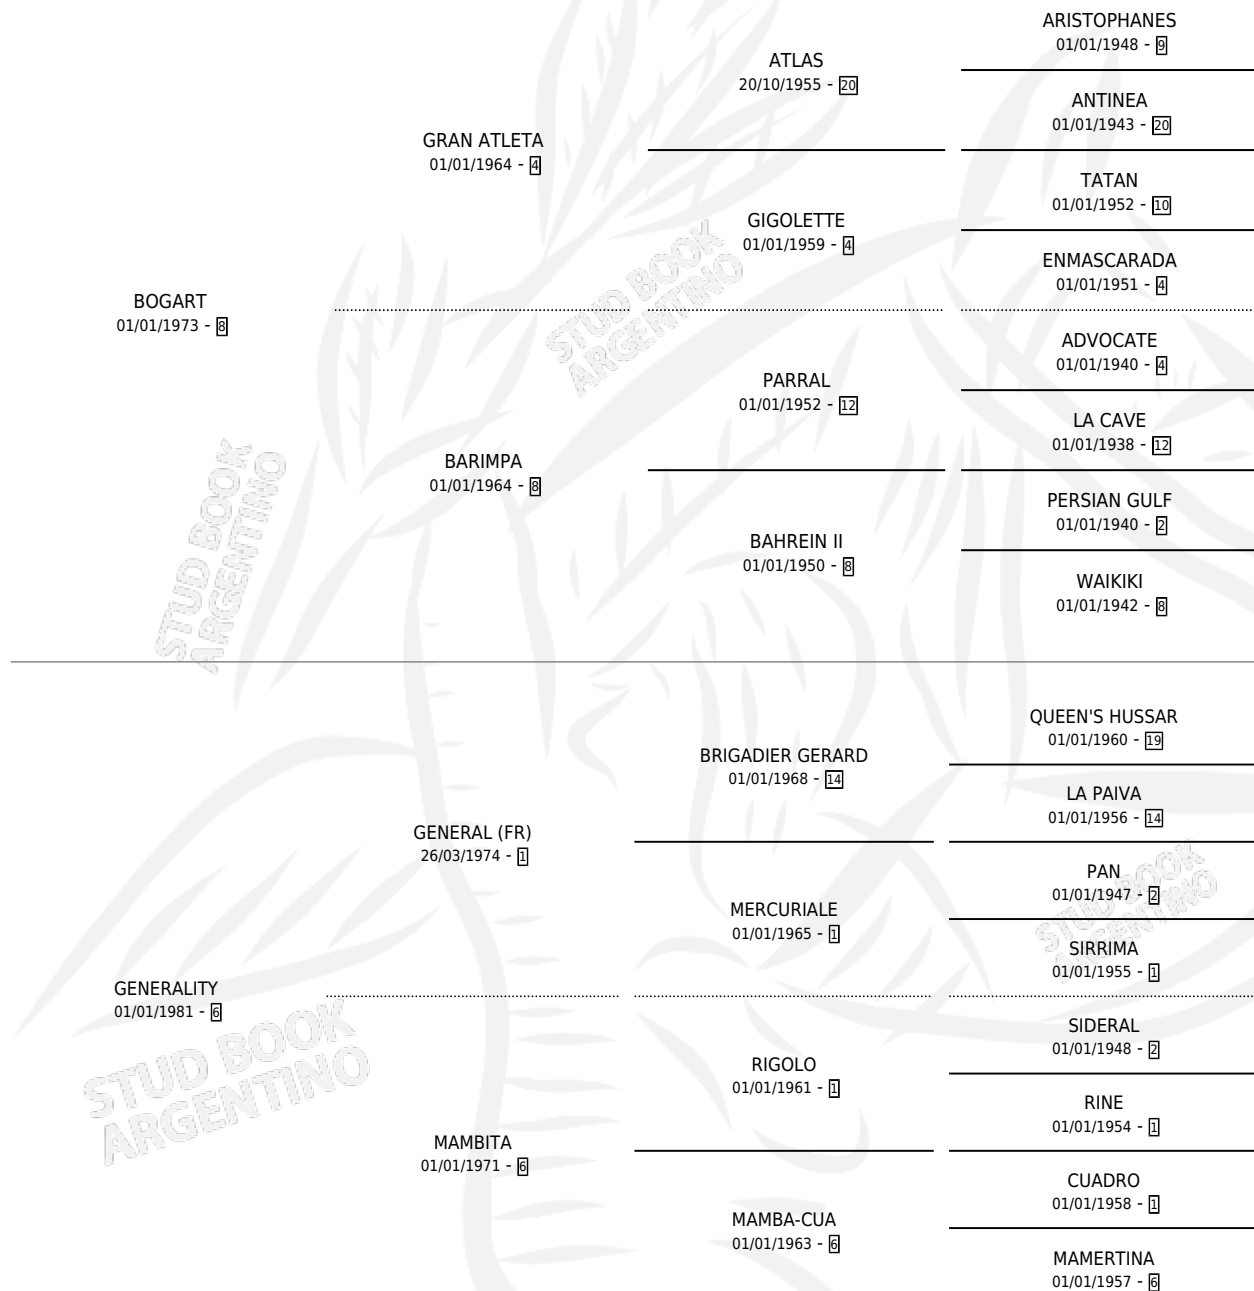 ARISTOPHANES
01/01/1948 - 9
ATLAS
20/10/1955 - 20
ANTINEA
01/01/1943 - 20
GRAN ATLETA
01/01/1964 - 4
TATAN
01/01/1952 - 10
GIGOLETTE
01/01/1959 - 4
ENMASCARADA
01/01/1951 - 4
BOGART
01/01/1973 - 8
ADVOCATE
01/01/1940 - 4
PARRAL
01/01/1952 - 12
LA CAVE
01/01/1938 - 12
BARIMPA
01/01/1964 - 8
PERSIAN GULF
01/01/1940 - 2
BAHREIN II
01/01/1950 - 8
WAIKIKI
01/01/1942 - 8
STUD BOOK
ARGENTINO
STUD BOOK
ARGENTINO
QUEEN'S HUSSAR
01/01/1960 - 19
BRIGADIER GERARD
01/01/1968 - 14
LA PAIVA
01/01/1956 - 14
GENERAL (FR)
26/03/1974 - 1
PAN
01/01/1947 - 2
MERCURIALE
01/01/1965 - 1
SIRRIMA
01/01/1955 - 1
GENERALITY
01/01/1981 - 6
SIDERAL
01/01/1948 - 2
RIGOLO
01/01/1961 - 1
RINE
01/01/1954 - 1
MAMBITA
01/01/1971 - 6
CUADRO
01/01/1958 - 1
MAMBA-CUA
01/01/1963 - 6
MAMERTINA
01/01/1957 - 6
STUD BOOK
ARGENTINO
STUD BOOK
ARGENTINO